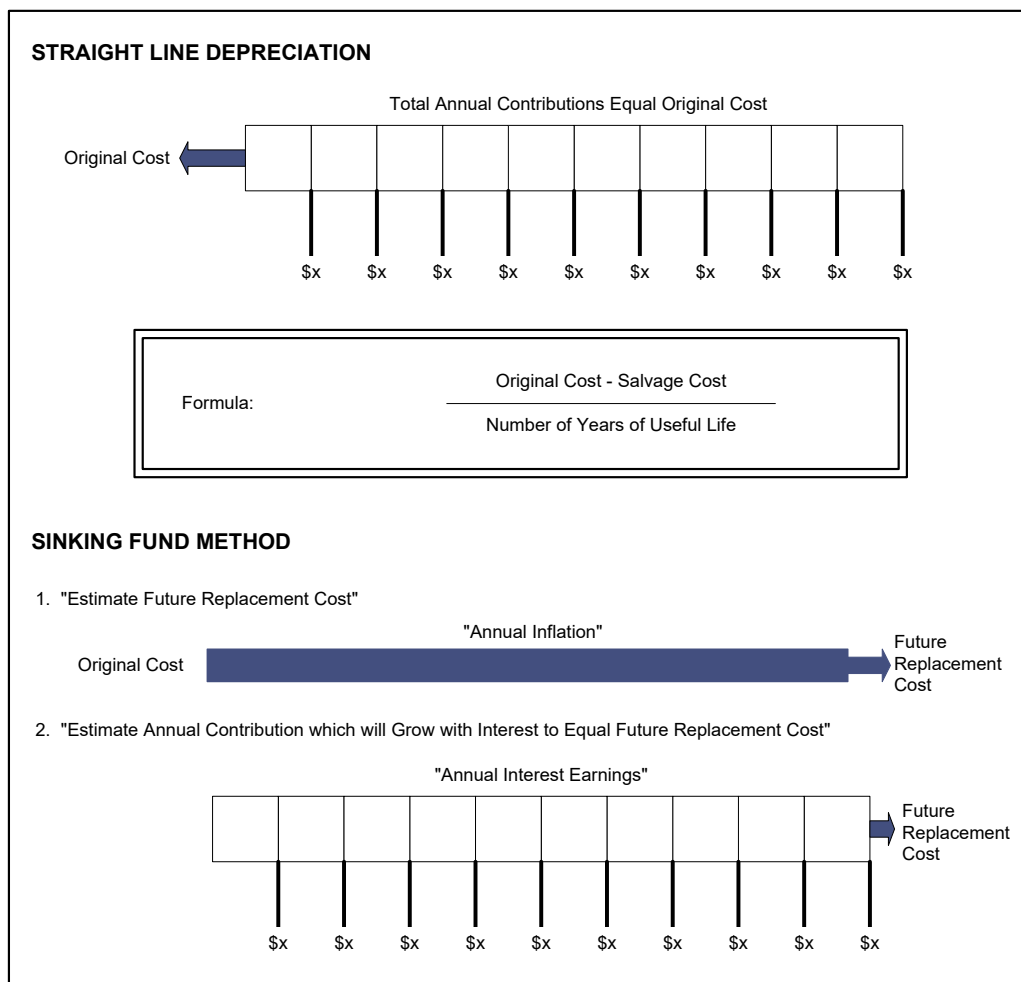 STRAIGHT LINE DEPRECIATION
Total Annual Contributions Equal Original Cost
Original Cost
$x $x $x $x $x $x $x $x $x $x
Formula:
Original Cost - Salvage Cost
Number of Years of Useful Life
SINKING FUND METHOD
1. "Estimate Future Replacement Cost"
"Annual Inflation"
Original Cost
Future
Replacement
Cost
2. "Estimate Annual Contribution which will Grow with Interest to Equal Future Replacement Cost"
"Annual Interest Earnings"
Future
Replacement
Cost
$x $x $x $x $x $x $x $x $x $x